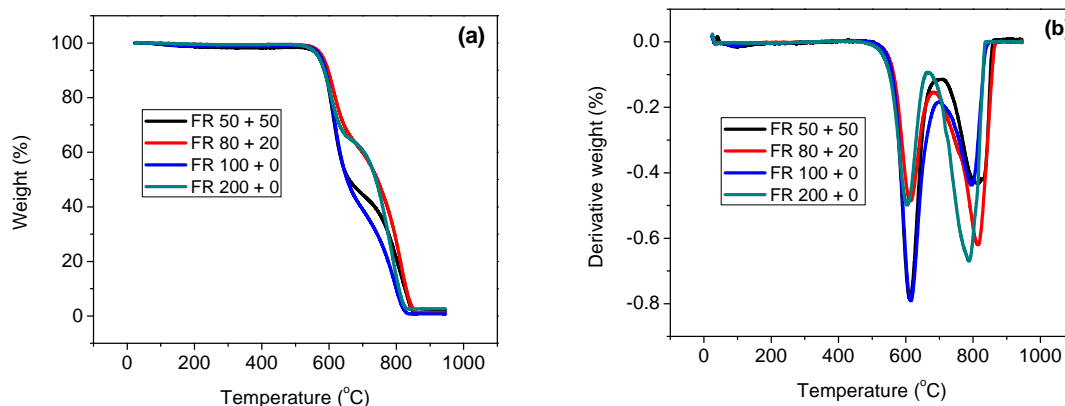 (a)
100
80
60
40
20
0
FR 50 + 50
FR 80 + 20
FR 100 + 0
FR 200 + 0
Weight (%)
0 200 400 600 800 1000
Temperature (°C)
(b)
0.0
-0.2
-0.4
-0.6
-0.8
FR 50 + 50
FR 80 + 20
FR 100 + 0
FR 200 + 0
Derivative weight (%)
0 200 400 600 800 1000
Temperature (°C)